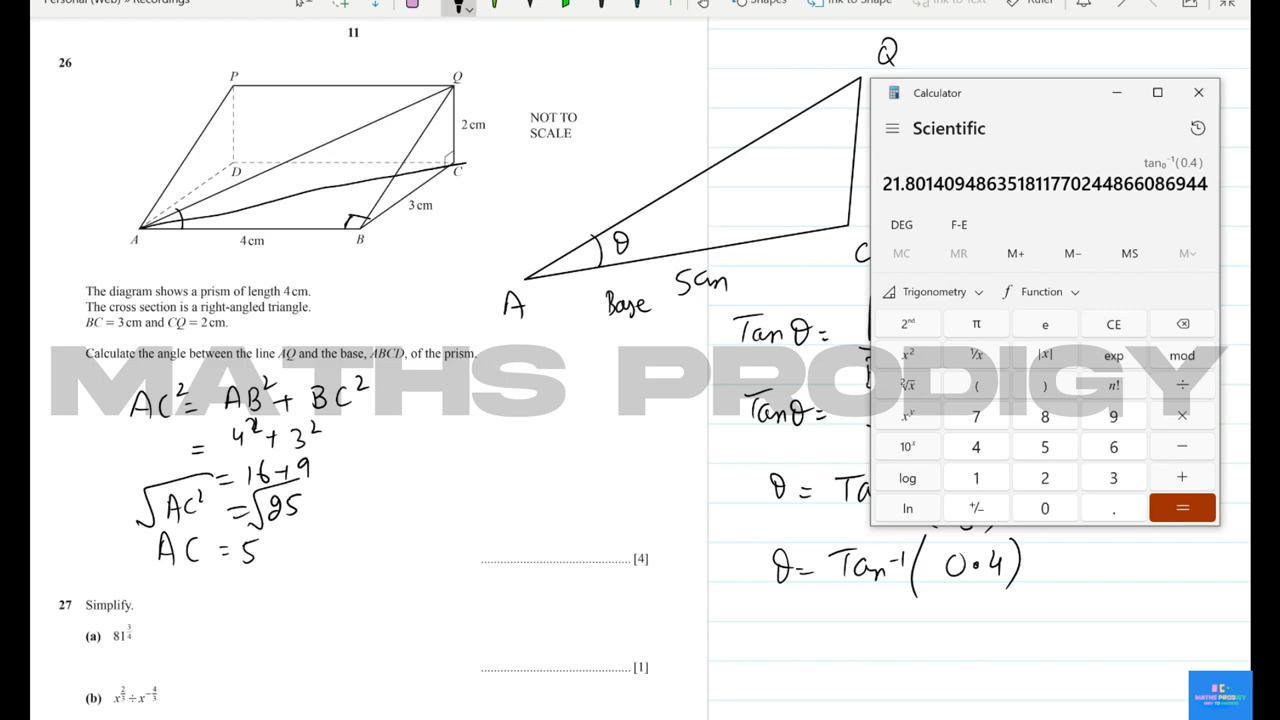 Personal (Web) » Recordings
Shapes
Ink to Shape
Ink to Text
Ruler
11
26
P
Q
2 cm
D
C
3 cm
A
4 cm
B
NOT TO
SCALE
The diagram shows a prism of length 4 cm.
The cross section is a right-angled triangle.
BC = 3 cm and CQ = 2 cm.
Calculate the angle between the line AQ and the base, ABCD, of the prism.
MATHS PRODIGY
AC² = AB² + BC²
= 4² + 3²
= 16 + 9
√AC² = √25
AC = 5
[4]
27 Simplify.
(a) 81^(3/4)
[1]
(b) x^(2/3) ÷ x^(-4/3)
Q
θ
A
Base
5cm
C
Tan θ =
Tan θ =
θ = Ta
θ = Tan⁻¹(0.4)
Calculator
Scientific
tan₀⁻¹(0.4)
21.801409486351811770244866086944
DEG F-E
MC MR M+ M− MS M˅
Trigonometry Function
2ⁿᵈ π e CE
x² ¹/x |x| exp mod
²√x ( ) n! ÷
xʸ 7 8 9 ×
10ˣ 4 5 6 −
log 1 2 3 +
ln +/− 0 . =
MATHS PRODIGY